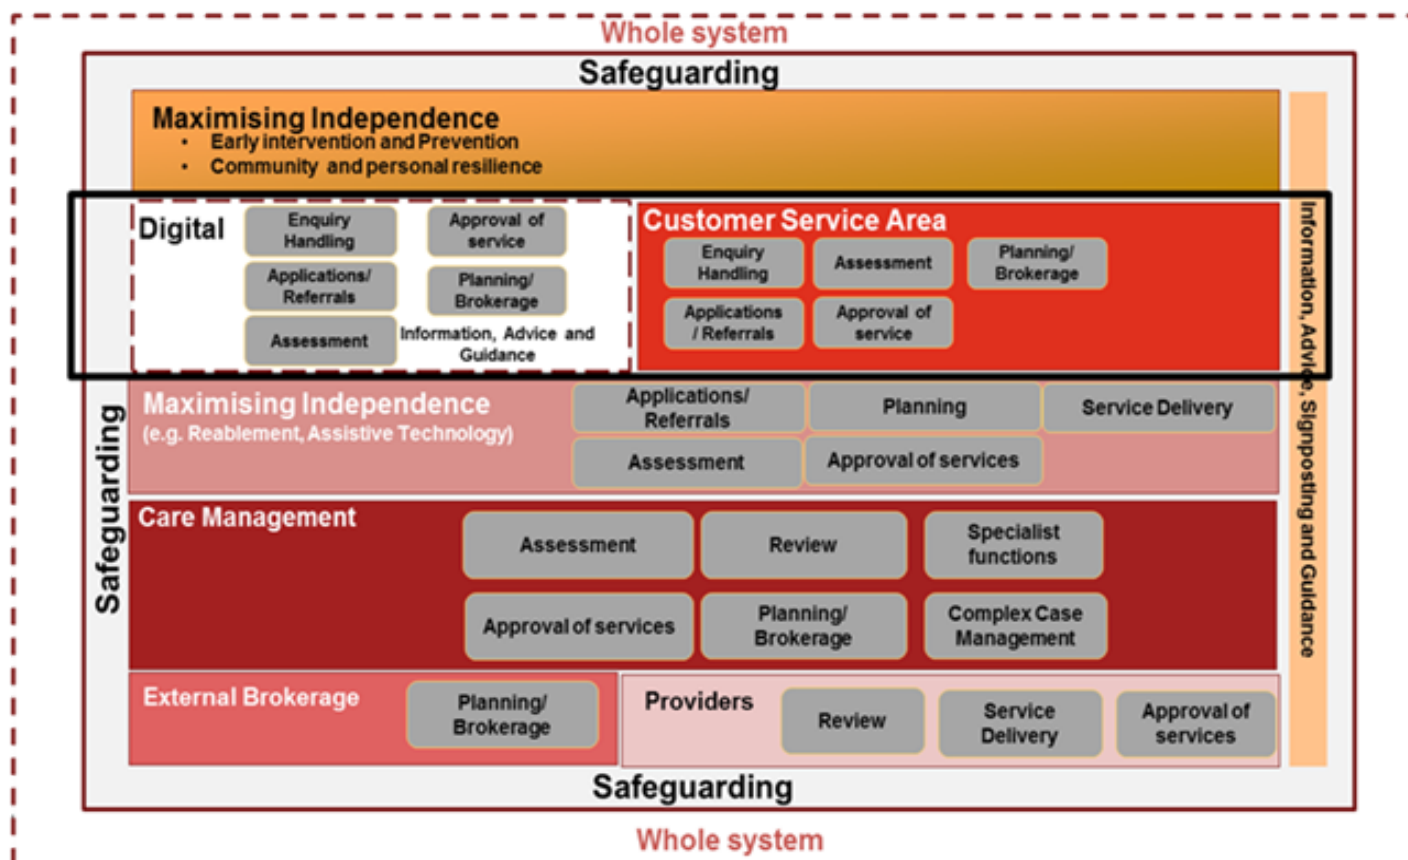 Whole system
Safeguarding
Maximising Independence
• Early intervention and Prevention
• Community and personal resilience
Digital
Enquiry
Handling
Approval of
service
Applications/
Referrals
Planning/
Brokerage
Assessment
Information, Advice and
Guidance
Customer Service Area
Enquiry
Handling
Assessment
Planning/
Brokerage
Applications
/ Referrals
Approval of
service
Information, Advice, Signposting and Guidance
Safeguarding
Maximising Independence
(e.g. Reablement, Assistive Technology)
Applications/
Referrals
Planning
Service Delivery
Assessment
Approval of services
Care Management
Assessment
Review
Specialist
functions
Approval of services
Planning/
Brokerage
Complex Case
Management
External Brokerage
Planning/
Brokerage
Providers
Review
Service
Delivery
Approval of
services
Safeguarding
Whole system